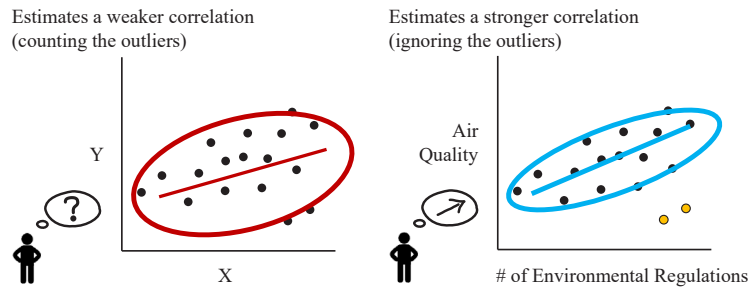 Estimates a weaker correlation
(counting the outliers)
Y
?
X
Estimates a stronger correlation
(ignoring the outliers)
Air
Quality
# of Environmental Regulations